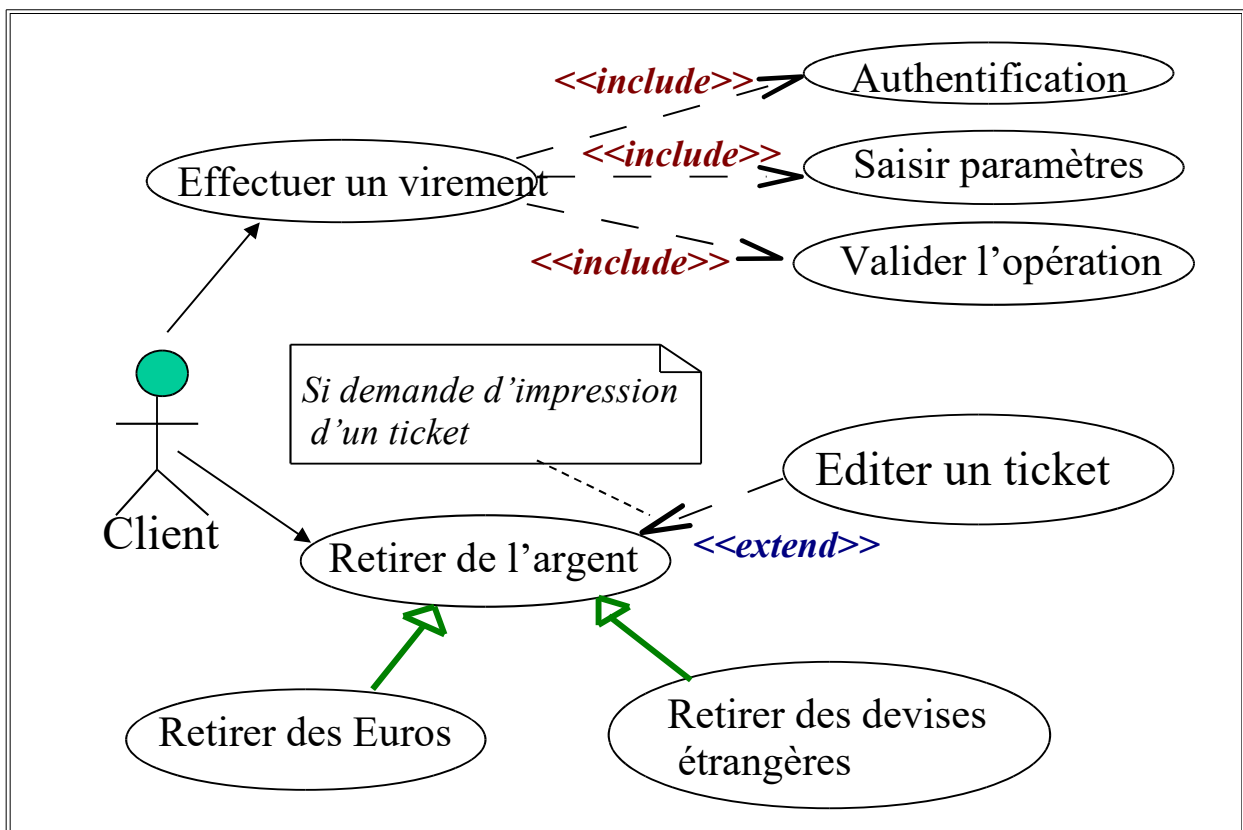 <<include>>
Authentification
<<include>>
Saisir paramètres
Effectuer un virement
<<include>>
Valider l’opération
Si demande d’impression
d’un ticket
Editer un ticket
Client
<<extend>>
Retirer de l’argent
Retirer des Euros
Retirer des devises
étrangères